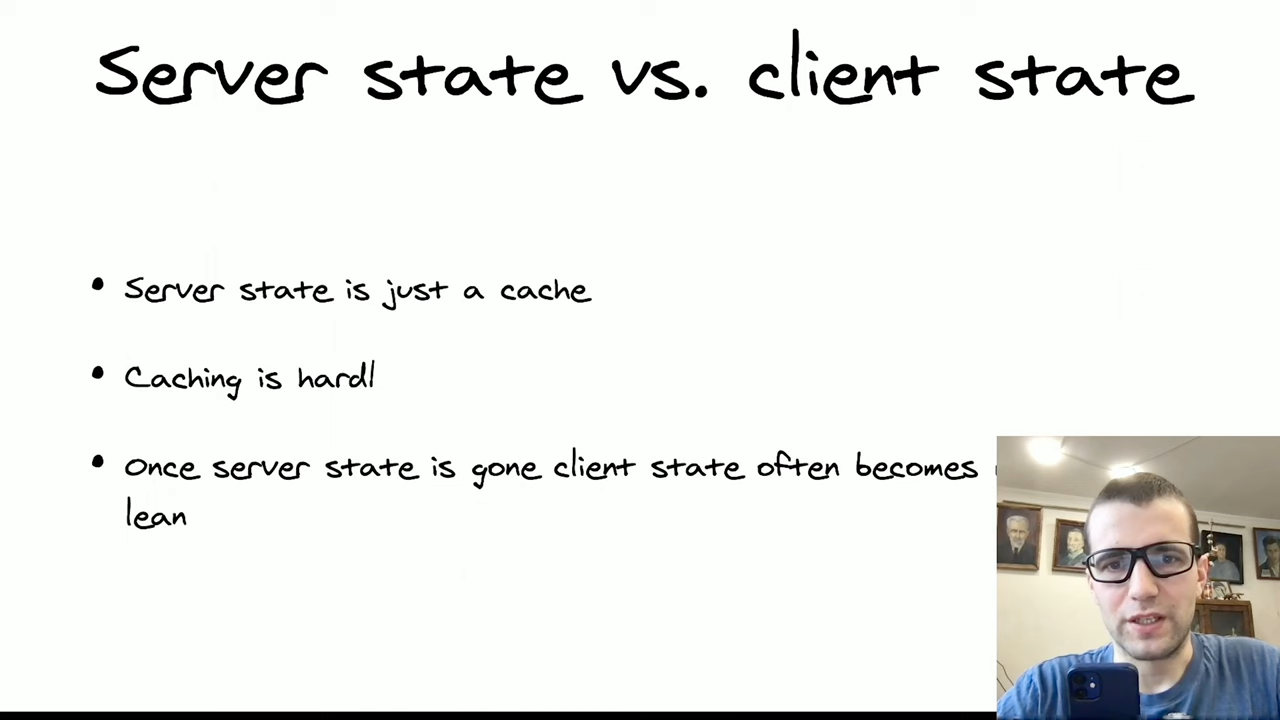 Server state vs. client state
• Server state is just a cache
• Caching is hard!
• Once server state is gone client state often becomes
lean